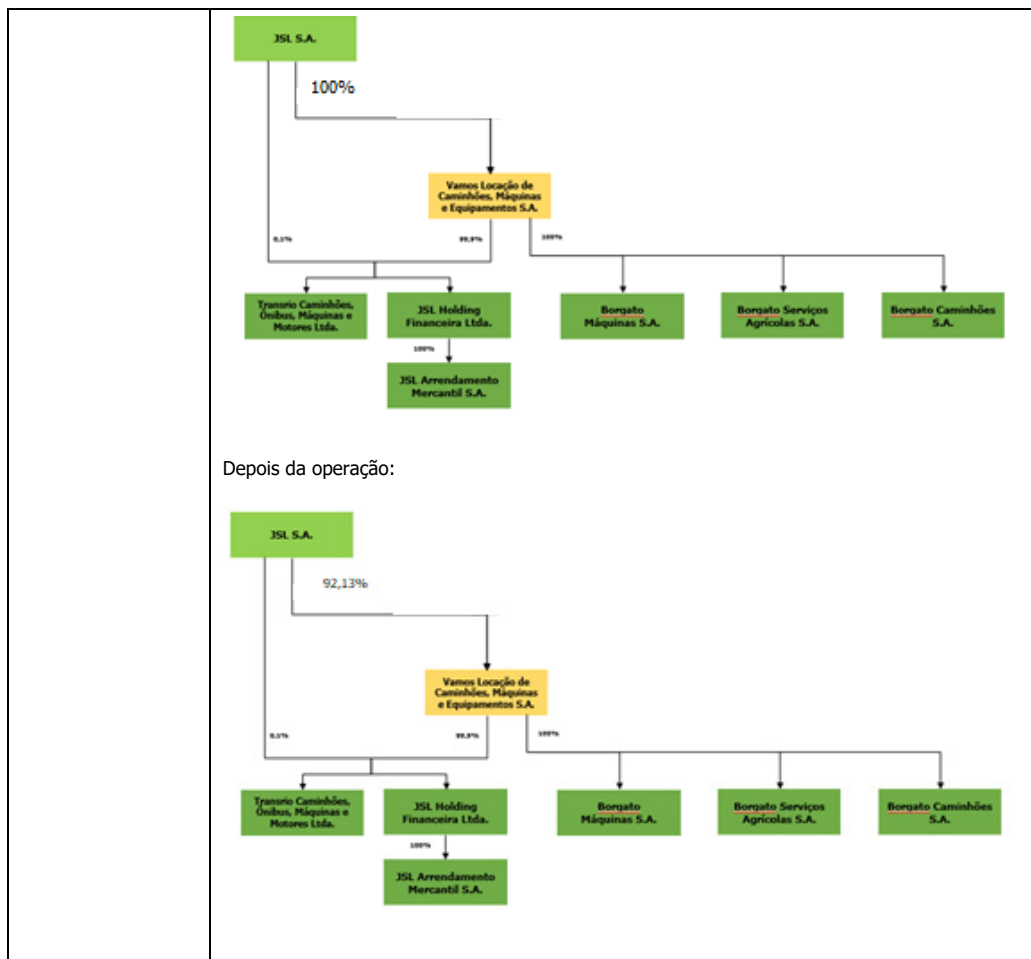 JSL S.A.
100%
Vamos Locação de
Caminhões, Máquinas
e Equipamentos S.A.
0,1%
99,9%
100%
Transrio Caminhões,
Ônibus, Máquinas e
Motores Ltda.
JSL Holding
Financeira Ltda.
Borgato
Máquinas S.A.
Borgato Serviços
Agrícolas S.A.
Borgato Caminhões
S.A.
100%
JSL Arrendamento
Mercantil S.A.
Depois da operação:
JSL S.A.
92,13%
Vamos Locação de
Caminhões, Máquinas
e Equipamentos S.A.
0,1%
99,9%
100%
Transrio Caminhões,
Ônibus, Máquinas e
Motores Ltda.
JSL Holding
Financeira Ltda.
Borgato
Máquinas S.A.
Borgato Serviços
Agrícolas S.A.
Borgato Caminhões
S.A.
100%
JSL Arrendamento
Mercantil S.A.